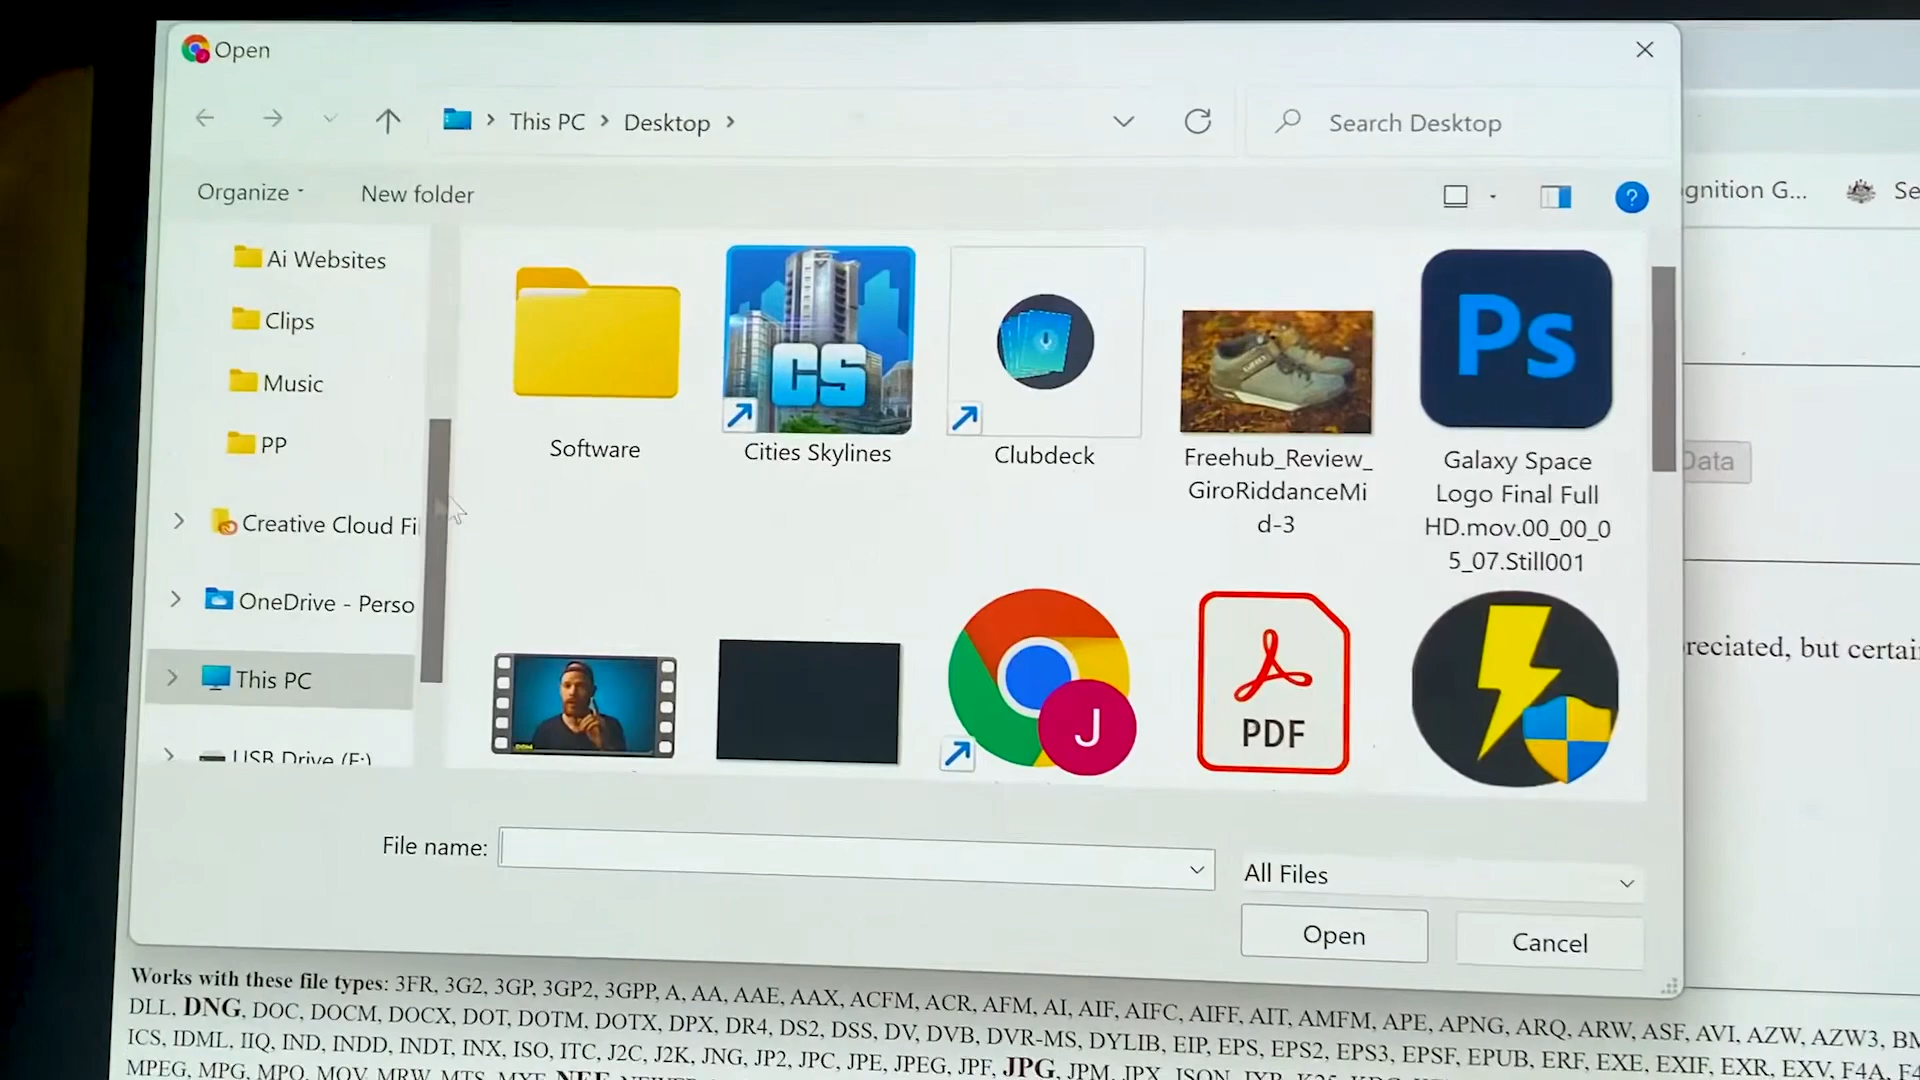 Open
This PC
Desktop
Search Desktop
Organize
New folder
gnition G...
Se
Ai Websites
Clips
Music
PP
Creative Cloud Fi
OneDrive - Perso
This PC
USB Drive (F:)
Software
CS
Cities Skylines
Clubdeck
Freehub_Review_
GiroRiddanceMi
d-3
Ps
Galaxy Space
Logo Final Full
HD.mov.00_00_0
5_07.Still001
Data
J
PDF
reciated, but certain
File name:
All Files
Open
Cancel
Works with these file types: 3FR, 3G2, 3GP, 3GP2, 3GPP, A, AA, AAE, AAX, ACFM, ACR, AFM, AI, AIF, AIFC, AIFF, AIT, AMFM, APE, APNG, ARQ, ARW, ASF, AVI, AZW, AZW3, BM
DLL, DNG, DOC, DOCM, DOCX, DOT, DOTM, DOTX, DPX, DR4, DS2, DSS, DV, DVB, DVR-MS, DYLIB, EIP, EPS, EPS2, EPS3, EPSF, EPUB, ERF, EXE, EXIF, EXR, EXV, F4A, F4
ICS, IDML, IIQ, IND, INDD, INDT, INX, ISO, ITC, J2C, J2K, JNG, JP2, JPC, JPE, JPEG, JPF, JPG, JPM, JPX, JSON,
MPEG, MPG, MPO, MOV, MRW, MTS, MXF, NEF,